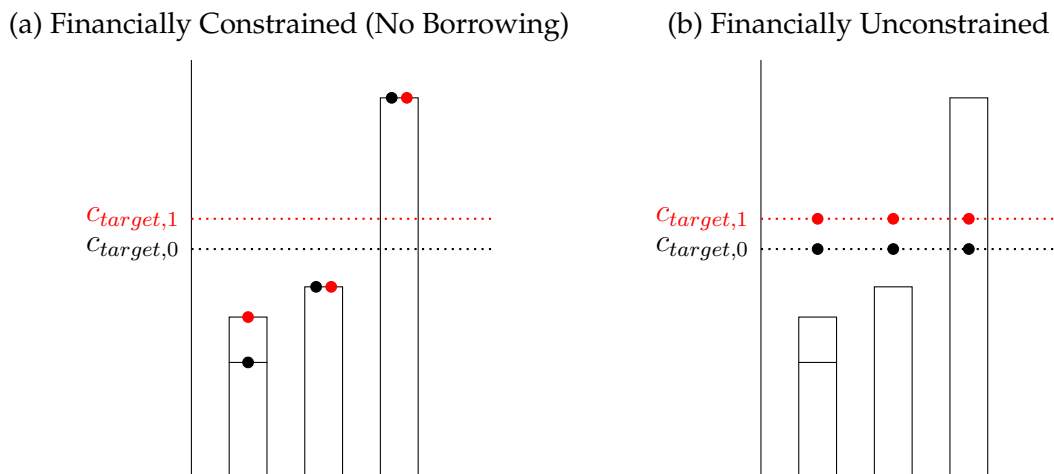 (a) Financially Constrained (No Borrowing)
c_{target,1}
c_{target,0}
(b) Financially Unconstrained
c_{target,1}
c_{target,0}